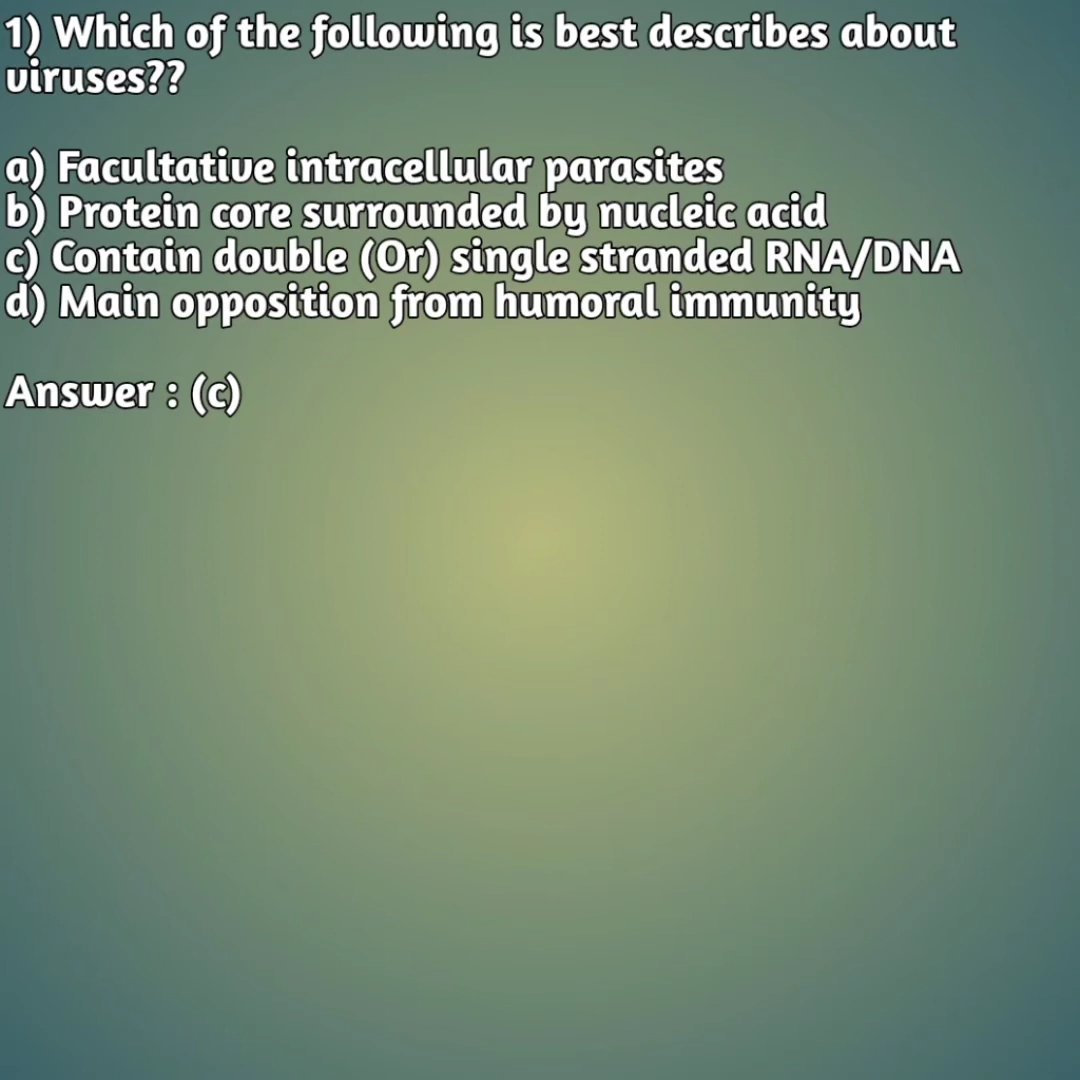 1) Which of the following is best describes about
viruses??
a) Facultative intracellular parasites
b) Protein core surrounded by nucleic acid
c) Contain double (Or) single stranded RNA/DNA
d) Main opposition from humoral immunity
Answer : (c)